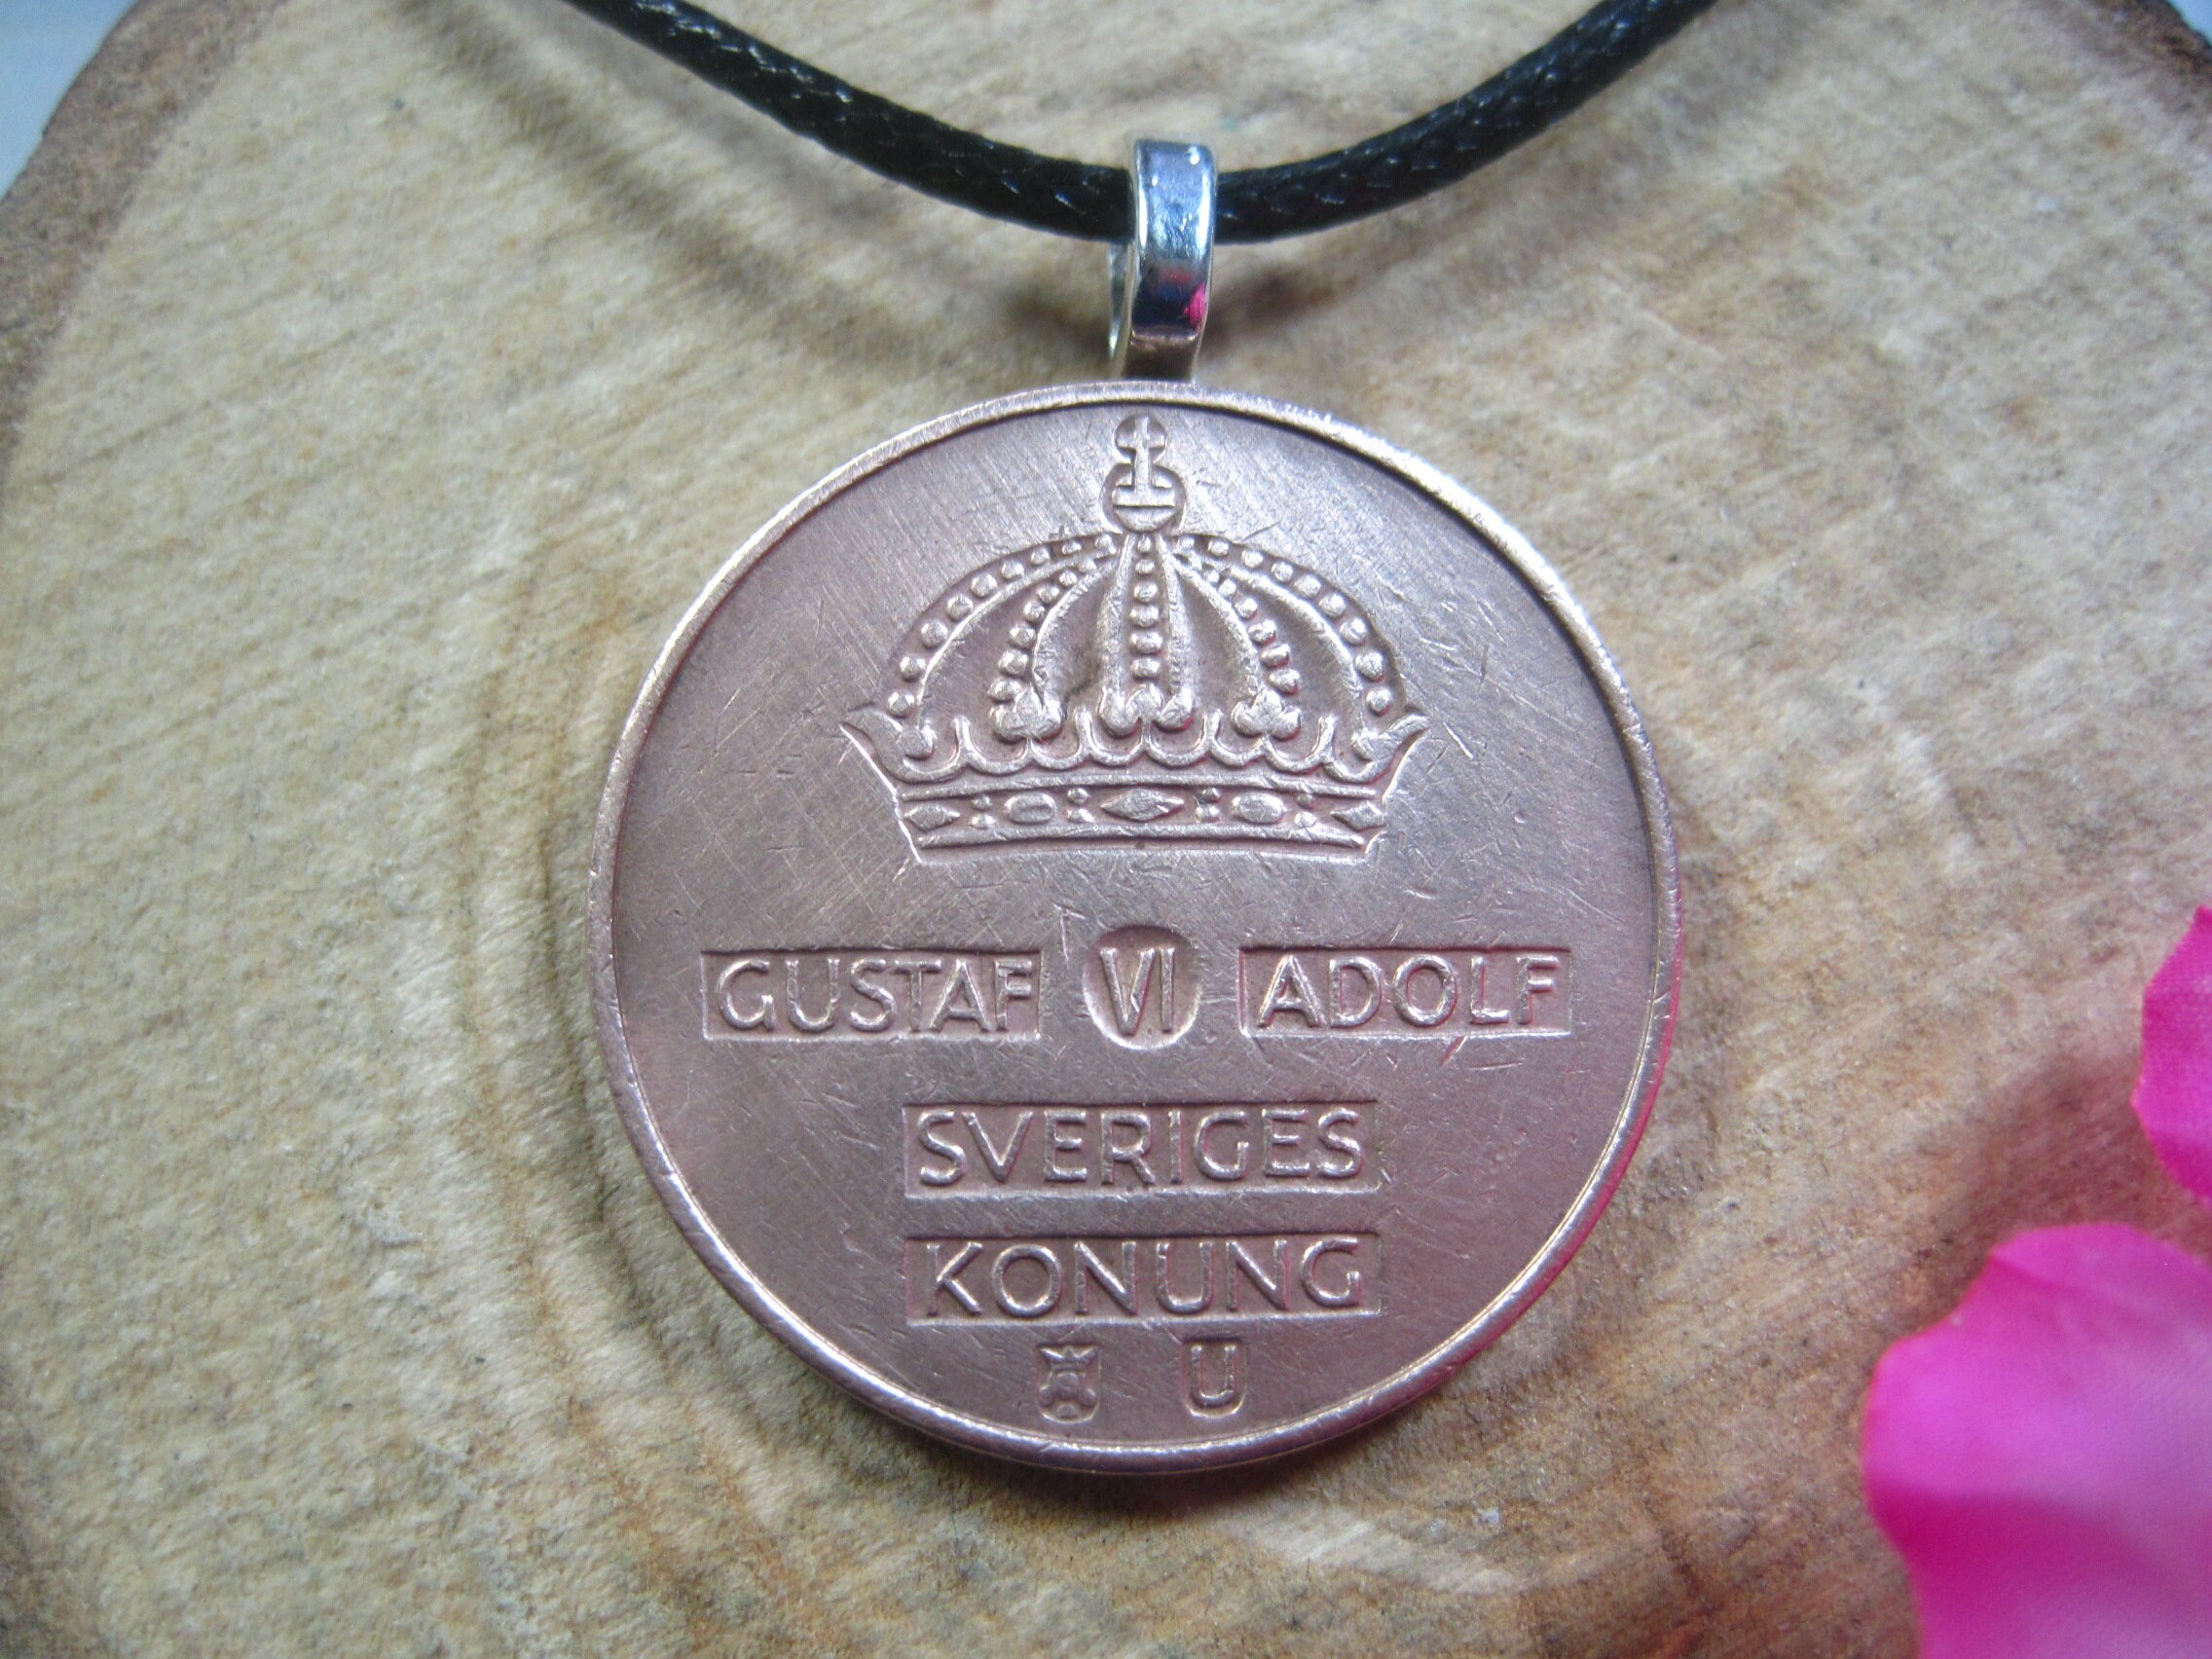 GUSTAF VI ADOLF
SVERIGES
KONUNG
U